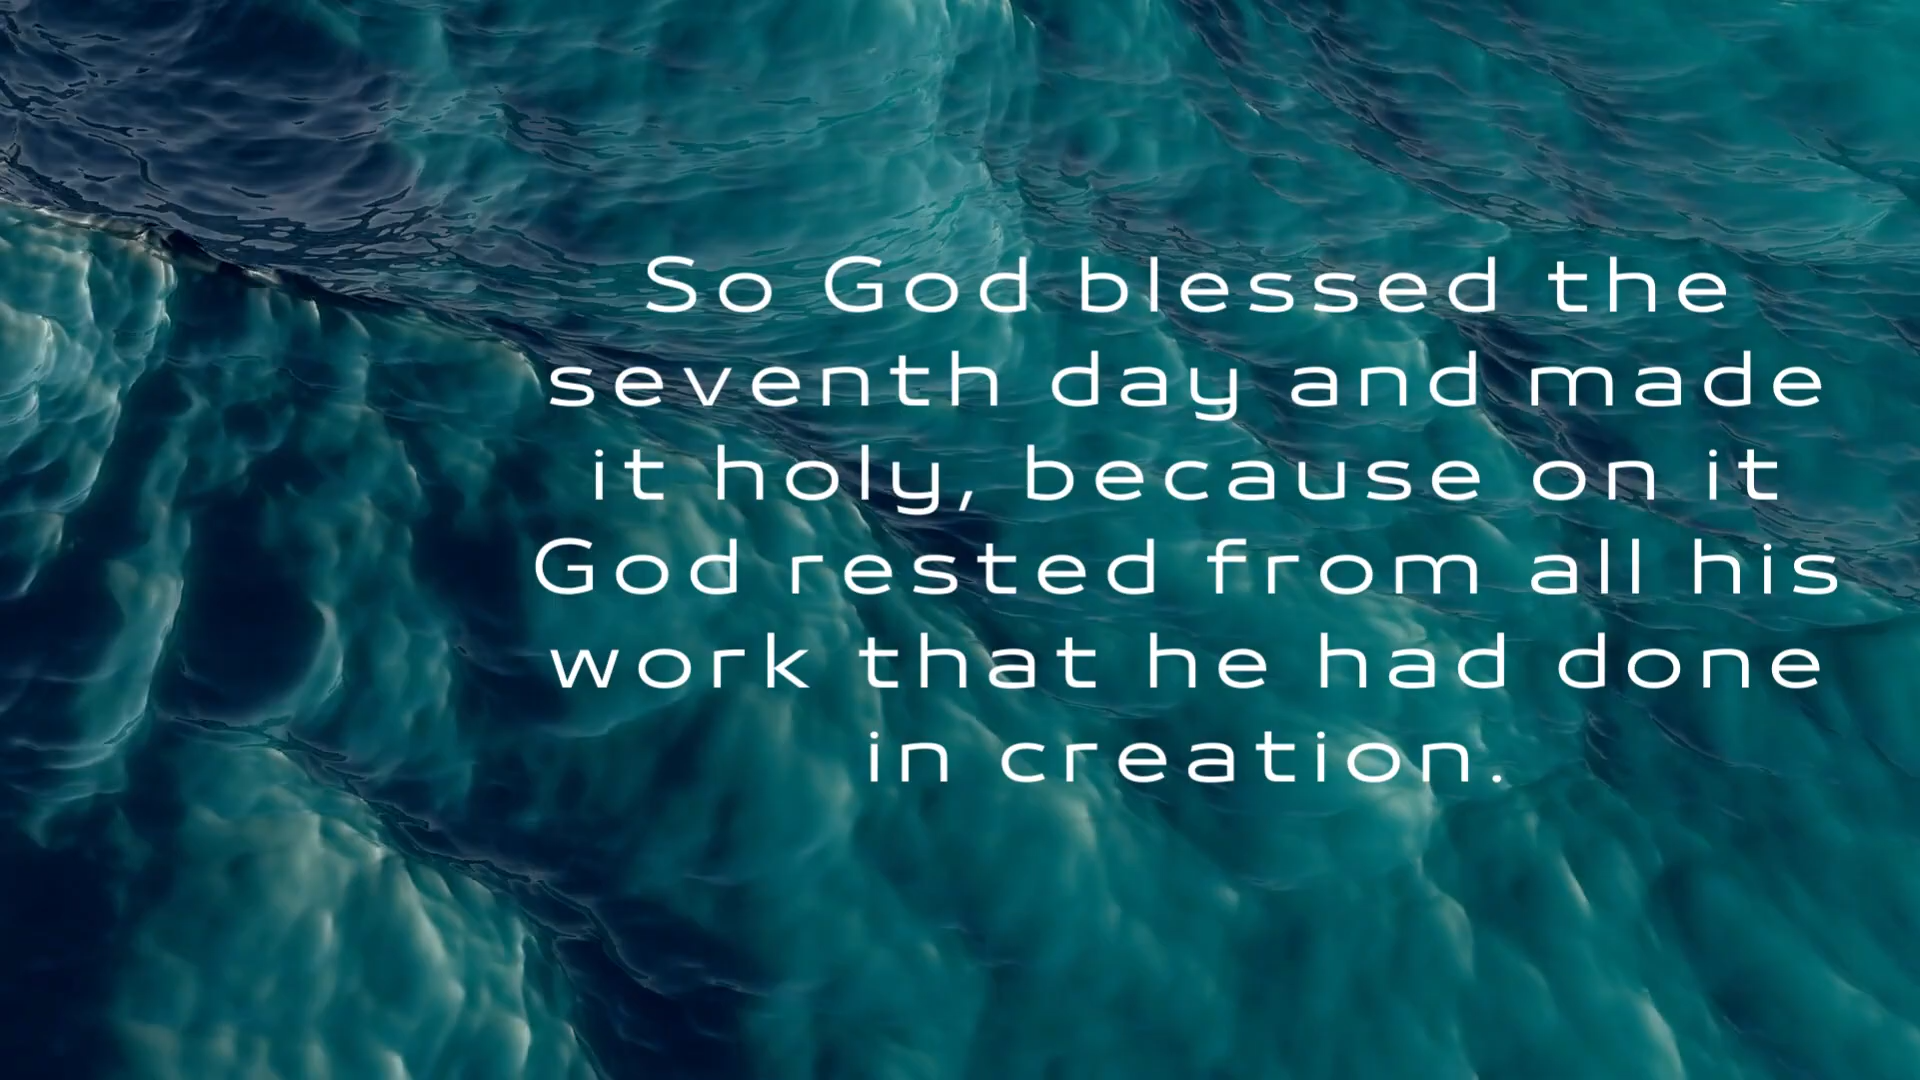 So God blessed the
seventh day and made
it holy, because on it
God rested from all his
work that he had done
in creation.